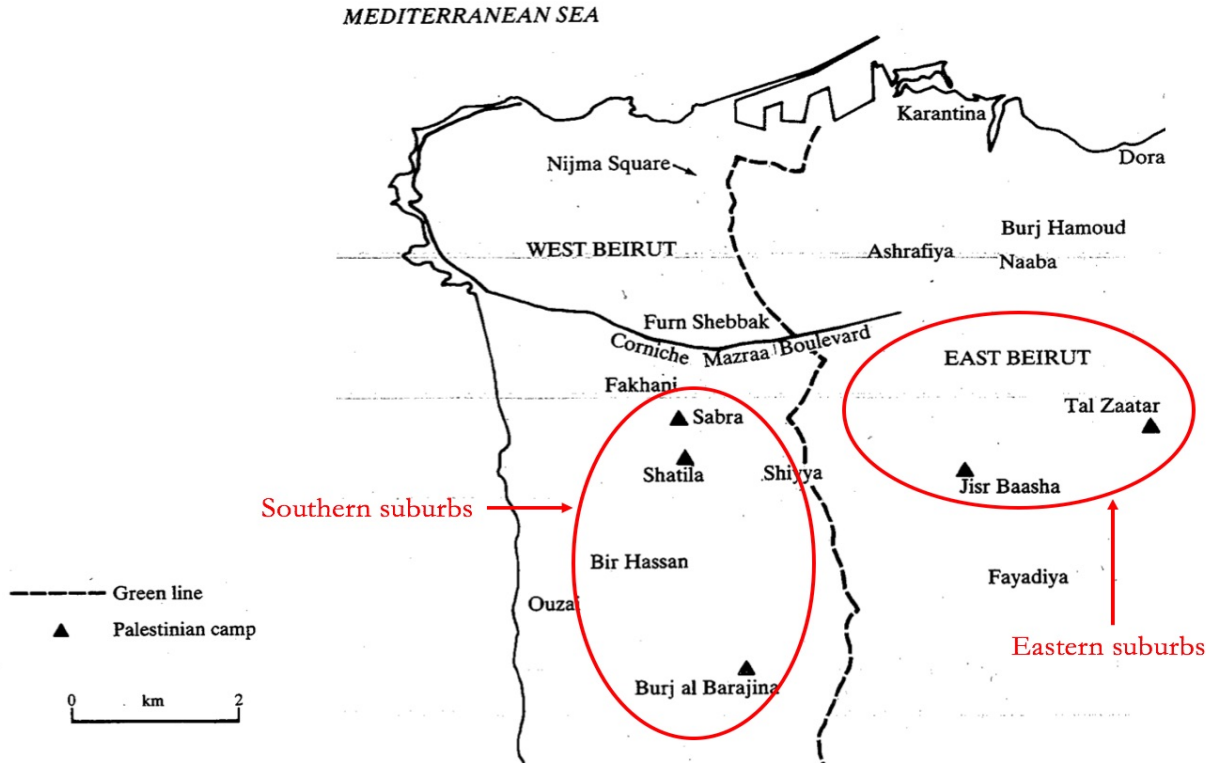 MEDITERRANEAN SEA
Karantina
Dora
Nijma Square
Burj Hamoud
WEST BEIRUT
Ashrafiya
Naaba
Furn Shebbak
Corniche Mazraa Boulevard
EAST BEIRUT
Fakhani
Tal Zaatar
Sabra
Shatila
Shiyya
Jisr Baasha
Southern suburbs
Bir Hassan
Fayadiya
Green line
Ouzai
Palestinian camp
Eastern suburbs
Burj al Barajina
0 km 2